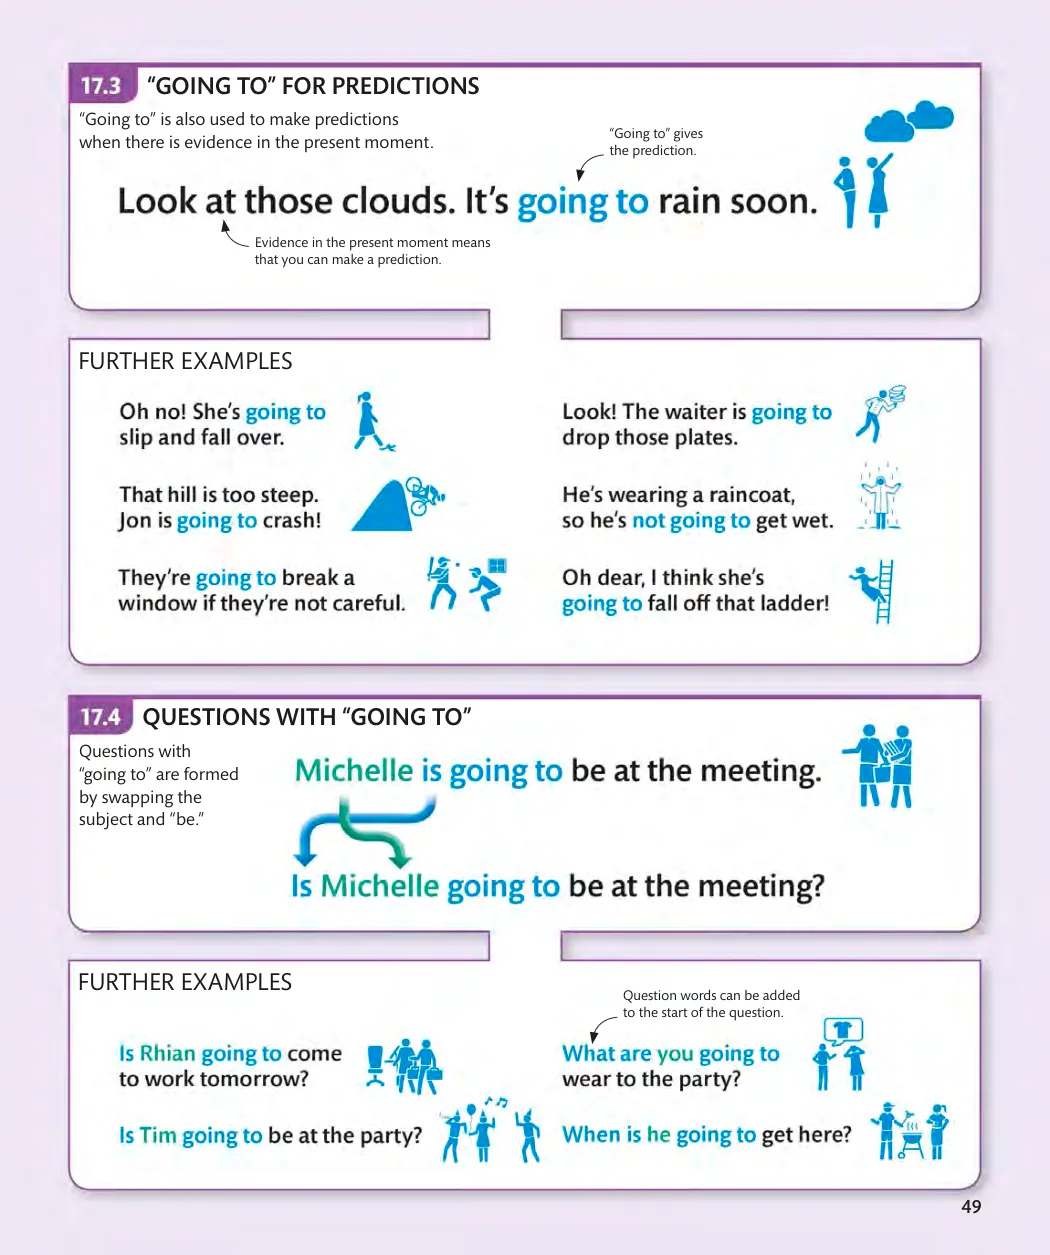 17.3 “GOING TO” FOR PREDICTIONS
“Going to” is also used to make predictions
when there is evidence in the present moment.
“Going to” gives
the prediction.
Look at those clouds. It’s going to rain soon.
Evidence in the present moment means
that you can make a prediction.
FURTHER EXAMPLES
Oh no! She’s going to
slip and fall over.
That hill is too steep.
Jon is going to crash!
They’re going to break a
window if they’re not careful.
Look! The waiter is going to
drop those plates.
He’s wearing a raincoat,
so he’s not going to get wet.
Oh dear, I think she’s
going to fall off that ladder!
17.4 QUESTIONS WITH “GOING TO”
Questions with
“going to” are formed
by swapping the
subject and “be.”
Michelle is going to be at the meeting.
Is Michelle going to be at the meeting?
FURTHER EXAMPLES
Is Rhian going to come
to work tomorrow?
Is Tim going to be at the party?
Question words can be added
to the start of the question.
What are you going to
wear to the party?
When is he going to get here?
49